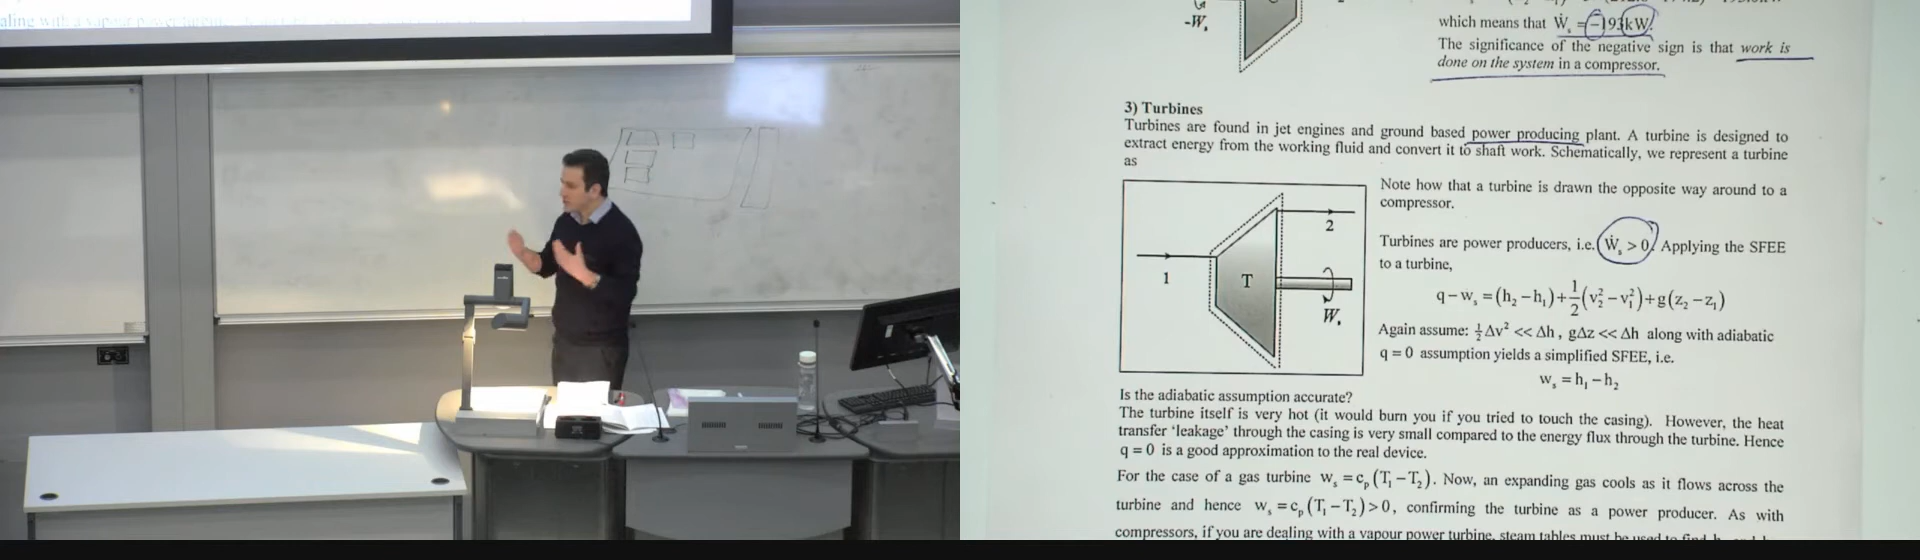 aling with a vapour power
-Ẇs
which means that Ẇs = -193kW.
The significance of the negative sign is that work is
done on the system in a compressor.
3) Turbines
Turbines are found in jet engines and ground based power producing plant. A turbine is designed to
extract energy from the working fluid and convert it to shaft work. Schematically, we represent a turbine
as
1
T
2
Ẇs
Note how that a turbine is drawn the opposite way around to a
compressor.
Turbines are power producers, i.e. Ẇs > 0. Applying the SFEE
to a turbine,
q − ws = (h2 − h1) + 1/2 (v2² − v1²) + g(z2 − z1)
Again assume: ½Δv² << Δh , gΔz << Δh along with adiabatic
q = 0 assumption yields a simplified SFEE, i.e.
ws = h1 − h2
Is the adiabatic assumption accurate?
The turbine itself is very hot (it would burn you if you tried to touch the casing). However, the heat
transfer 'leakage' through the casing is very small compared to the energy flux through the turbine. Hence
q = 0 is a good approximation to the real device.
For the case of a gas turbine ws = cp(T1 − T2). Now, an expanding gas cools as it flows across the
turbine and hence ws = cp(T1 − T2) > 0, confirming the turbine as a power producer. As with
compressors, if you are dealing with a vapour power turbine, steam tables must be used to find